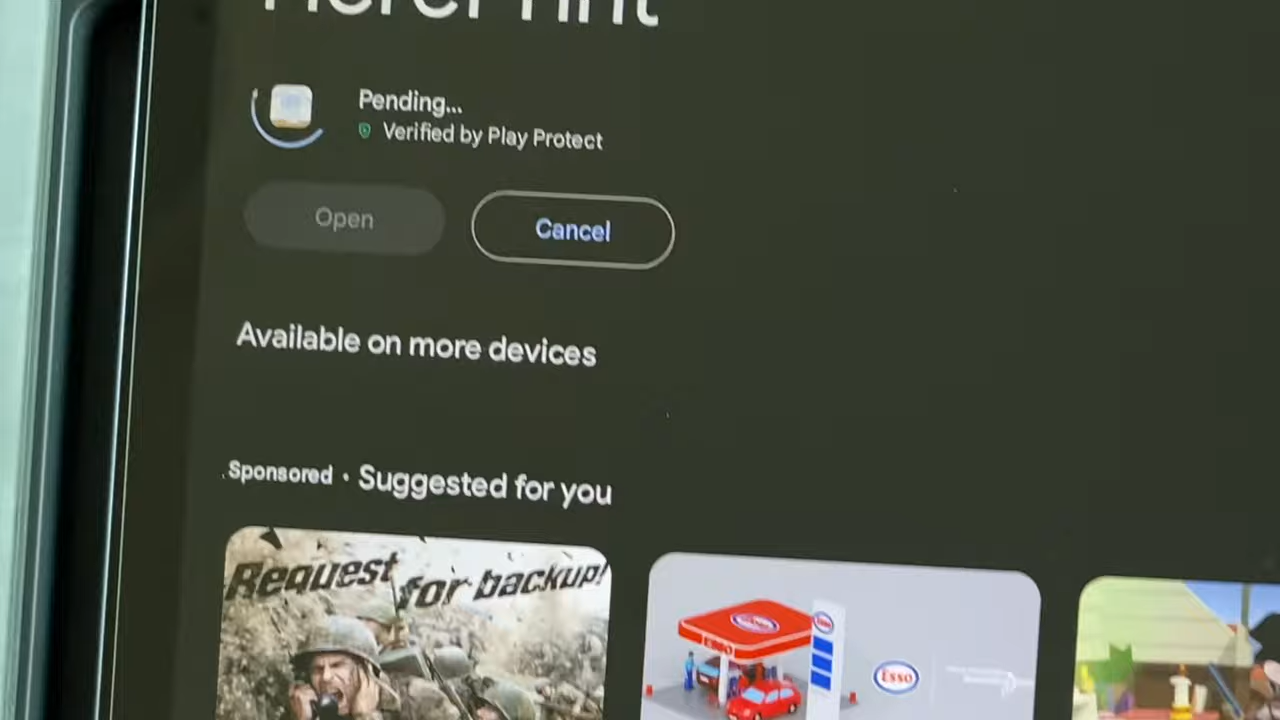 Pending...
Verified by Play Protect
Open
Cancel
Available on more devices
Sponsored • Suggested for you
Request for backup!
ESSO
Esso